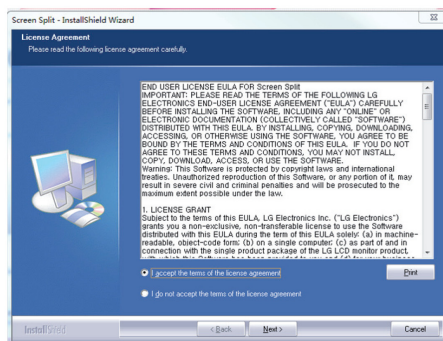 Screen Split - InstallShield Wizard
License Agreement
Please read the following license agreement carefully.
END USER LICENSE EULA FOR Screen Split
IMPORTANT: PLEASE READ THE TERMS OF THE FOLLOWING LG
ELECTRONICS END-USER LICENSE AGREEMENT ("EULA") CAREFULLY
BEFORE INSTALLING THE SOFTWARE, INCLUDING ANY "ONLINE" OR
ELECTRONIC DOCUMENTATION (COLLECTIVELY CALLED "SOFTWARE")
DISTRIBUTED WITH THIS EULA. BY INSTALLING, COPYING, DOWNLOADING,
ACCESSING, OR OTHERWISE USING THE SOFTWARE, YOU AGREE TO BE
BOUND BY THE TERMS AND CONDITIONS OF THIS EULA. IF YOU DO NOT
AGREE TO THESE TERMS AND CONDITIONS, YOU MAY NOT INSTALL,
COPY, DOWNLOAD, ACCESS, OR USE THE SOFTWARE.
Warning: This Software is protected by copyright laws and international
treaties. Unauthorized reproduction of this Software, or any portion of it, may
result in severe civil and criminal penalties and will be prosecuted to the
maximum extent possible under the law.
1. LICENSE GRANT
Subject to the terms of this EULA, LG Electronics Inc. ("LG Electronics")
grants you a non-exclusive, non-transferable license to use the Software
distributed with this EULA during the term of this EULA solely: (a) in machine-
readable, object-code form; (b) on a single computer; (c) as part of and in
connection with the single product package of the LG LCD monitor product,
I accept the terms of the license agreement
Print
I do not accept the terms of the license agreement
InstallShield
< Back
Next >
Cancel